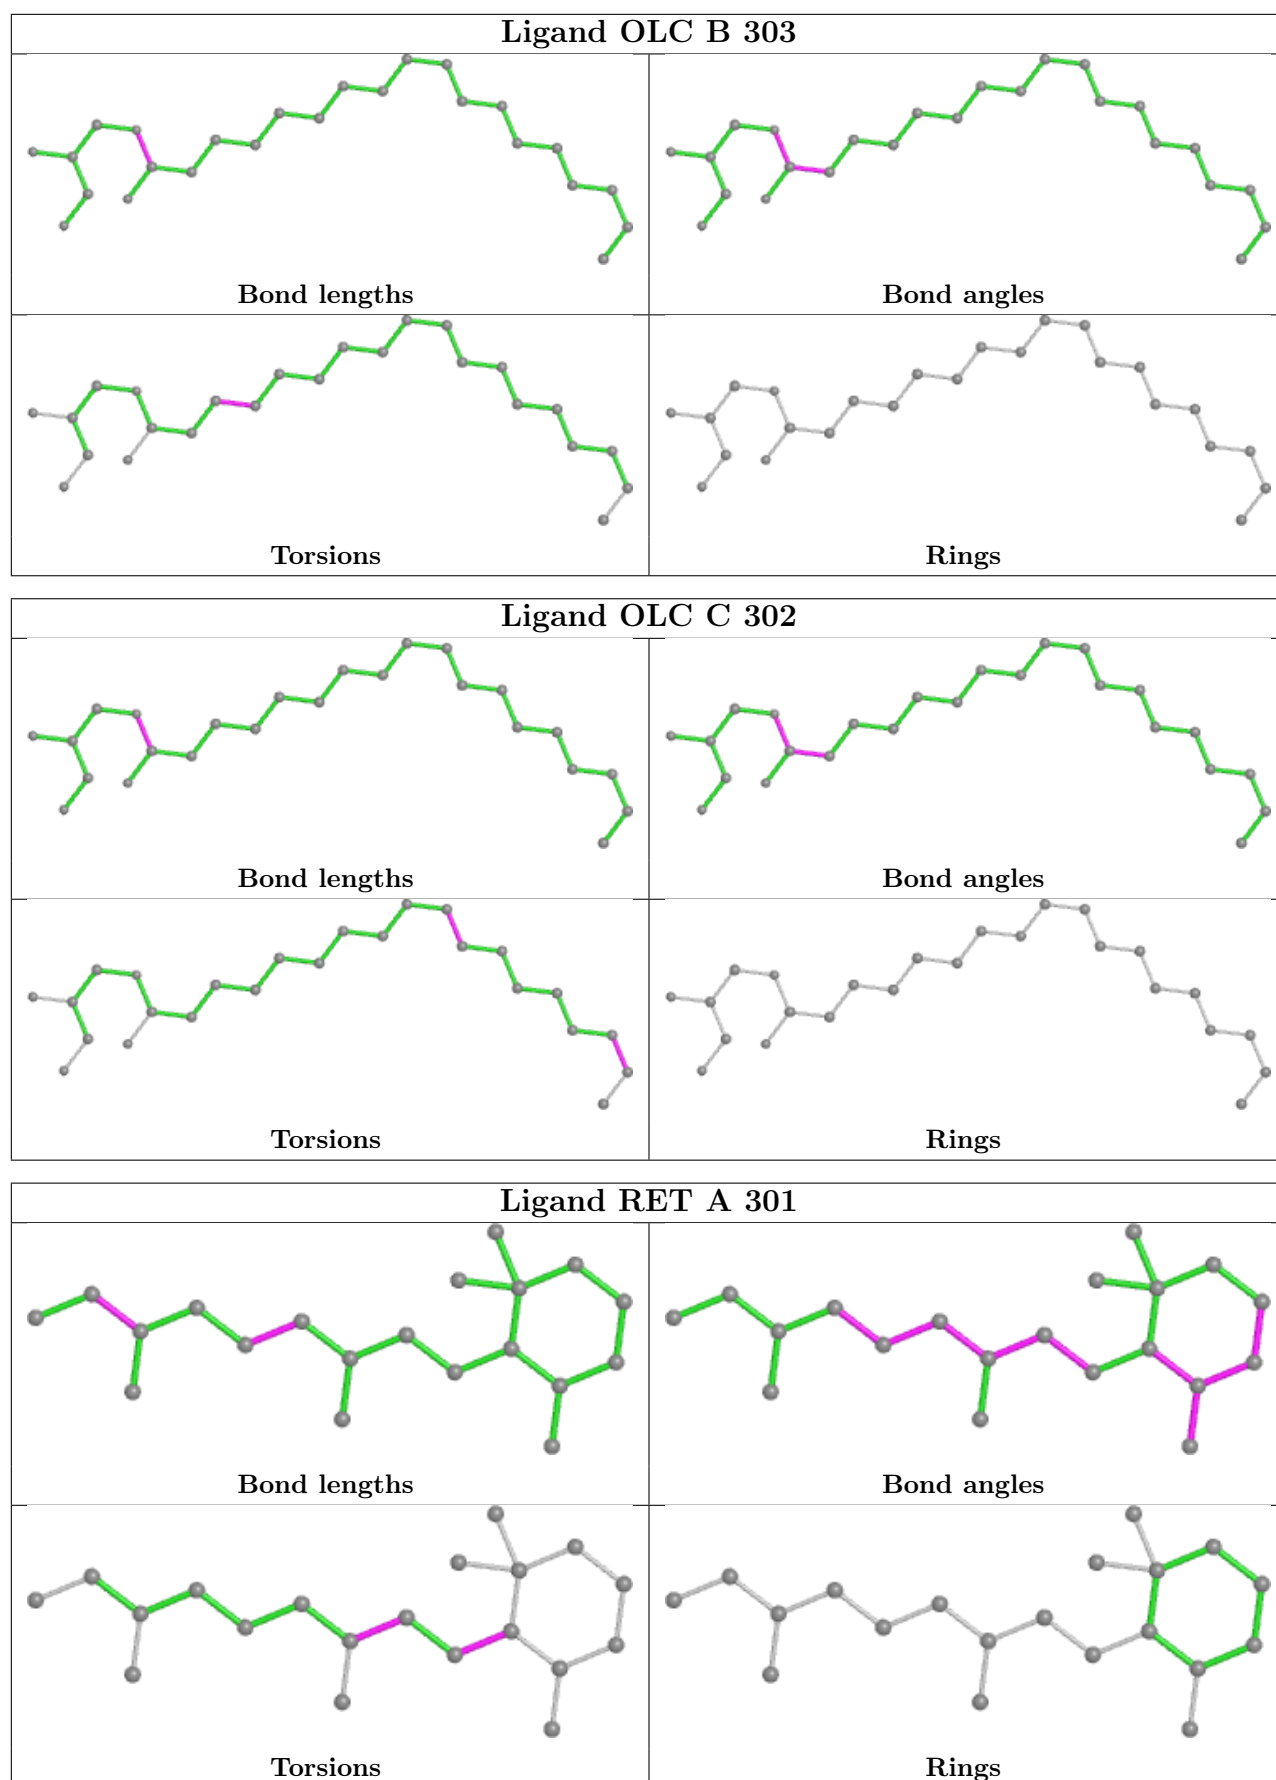 Ligand OLC B 303
Bond lengths
Bond angles
Torsions
Rings
Ligand OLC C 302
Bond lengths
Bond angles
Torsions
Rings
Ligand RET A 301
Bond lengths
Bond angles
Torsions
Rings